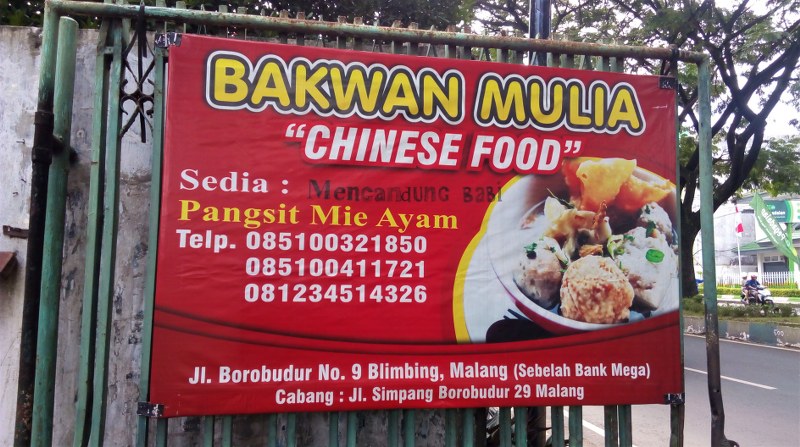 BAKWAN MULIA
"CHINESE FOOD"
Sedia : Mencandung BaBI
Pangsit Mie Ayam
Telp. 085100321850
085100411721
081234514326
Jl. Borobudur No. 9 Blimbing, Malang (Sebelah Bank Mega)
Cabang : Jl. Simpang Borobudur 29 Malang